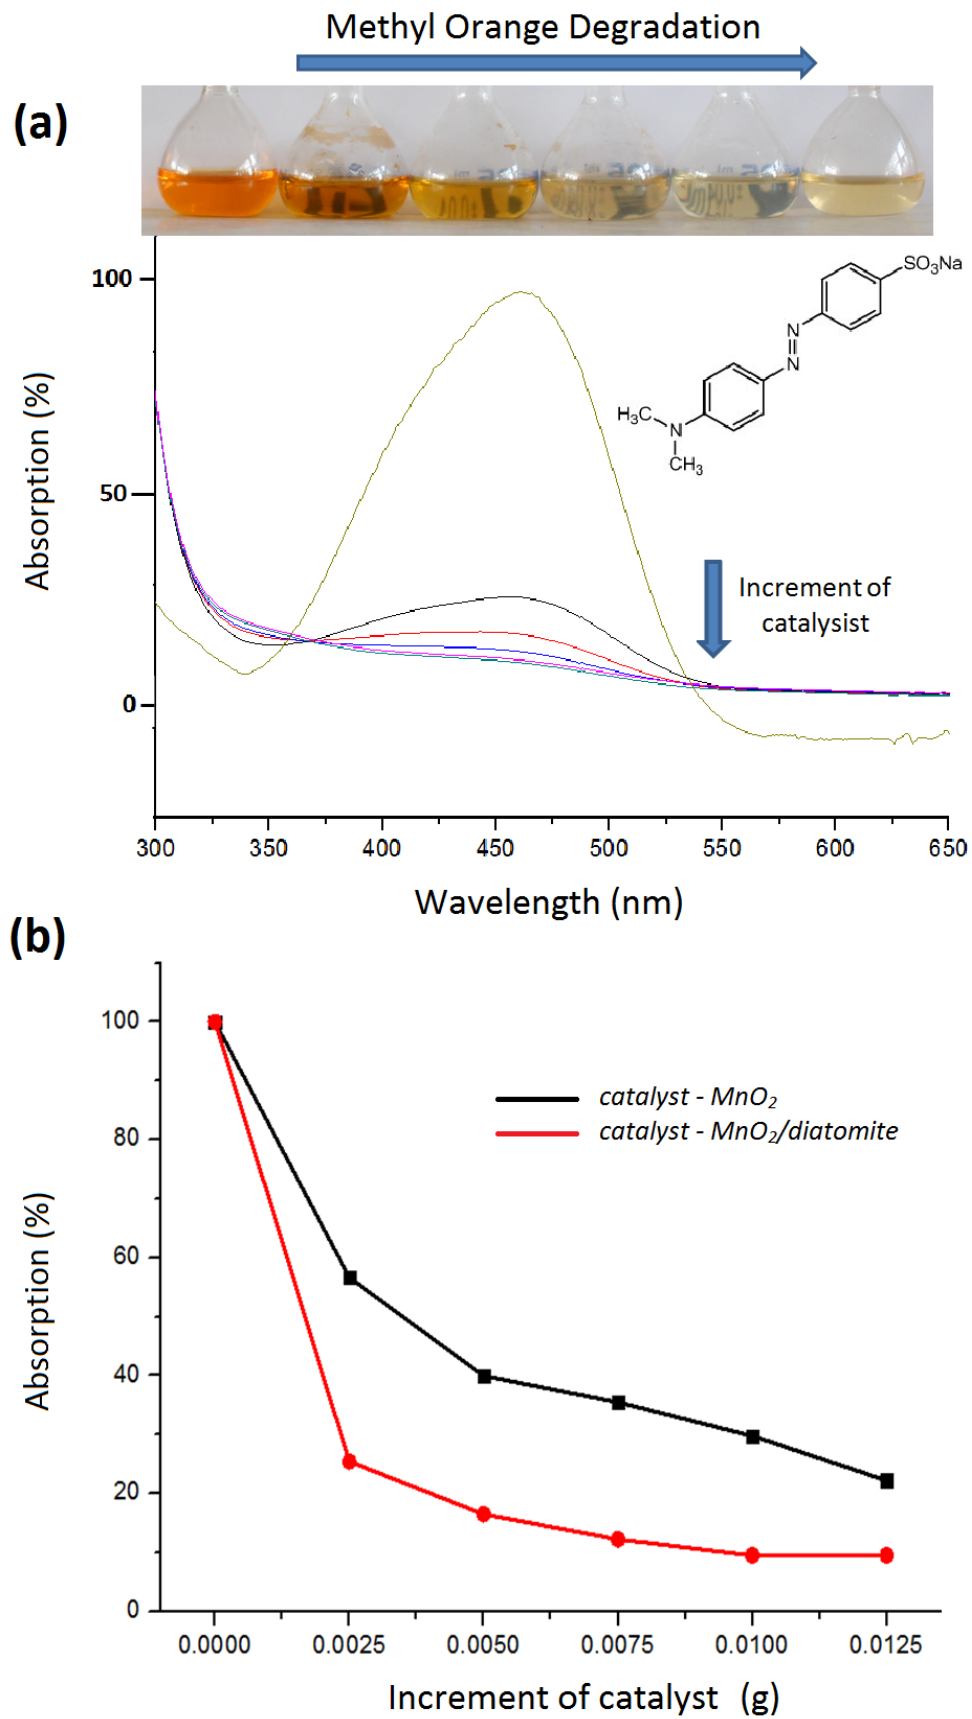 Methyl Orange Degradation
(a)
100
50
0
Absorption (%)
SO₃Na
N
N
H₃C
N
CH₃
Increment of
catalysist
300 350 400 450 500 550 600 650
Wavelength (nm)
(b)
100
80
60
40
20
0
Absorption (%)
catalyst - MnO₂
catalyst - MnO₂/diatomite
0.0000 0.0025 0.0050 0.0075 0.0100 0.0125
Increment of catalyst (g)